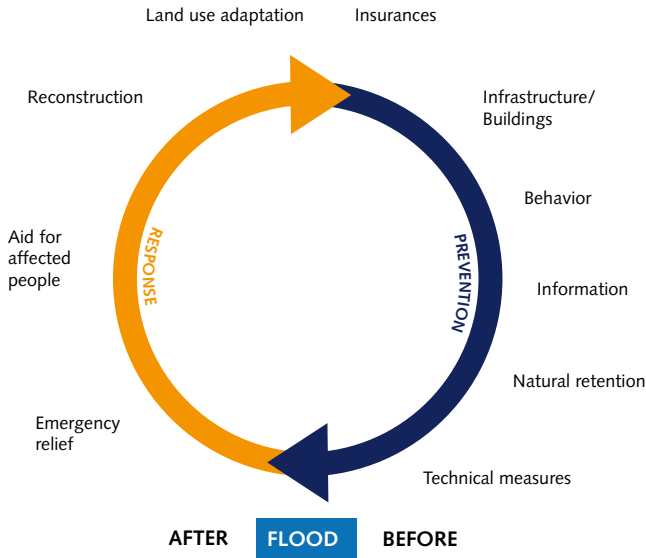 Land use adaptation
Insurances
Reconstruction
Infrastructure/
Buildings
Behavior
Aid for
affected
people
RESPONSE
PREVENTION
Information
Natural retention
Emergency
relief
Technical measures
AFTER FLOOD BEFORE